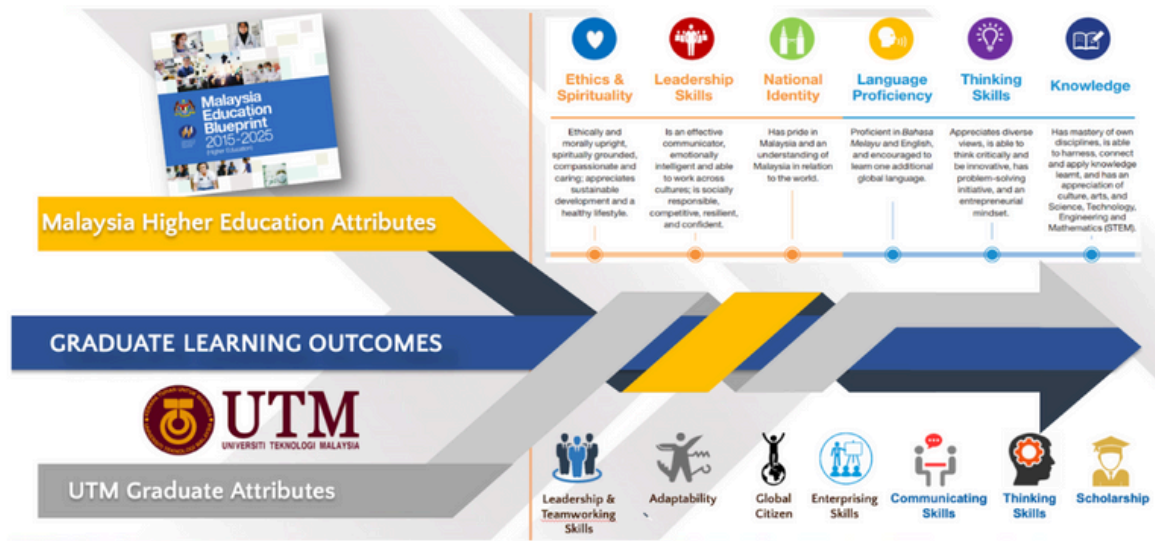 Malaysia
Education
Blueprint
2015-2025
Higher Education
Malaysia Higher Education Attributes
Ethics &
Spirituality
Ethically and
morally upright,
spiritually grounded,
compassionate and
caring; appreciates
sustainable
development and a
healthy lifestyle.
Leadership
Skills
Is an effective
communicator,
emotionally
intelligent and able
to work across
cultures; is socially
responsible,
competitive, resilient,
and confident.
National
Identity
Has pride in
Malaysia and an
understanding of
Malaysia in relation
to the world.
Language
Proficiency
Proficient in Bahasa
Melayu and English,
and encouraged to
learn one additional
global language.
Thinking
Skills
Appreciates diverse
views, is able to
think critically and
be innovative, has
problem-solving
initiative, and an
entrepreneurial
mindset.
Knowledge
Has mastery of own
disciplines, is able
to harness, connect
and apply knowledge
learnt, and has an
appreciation of
culture, arts, and
Science, Technology,
Engineering and
Mathematics (STEM).
GRADUATE LEARNING OUTCOMES
UTM
UNIVERSITI TEKNOLOGI MALAYSIA
UTM Graduate Attributes
Leadership &
Teamworking
Skills
Adaptability
Global
Citizen
Enterprising
Skills
Communicating
Skills
Thinking
Skills
Scholarship